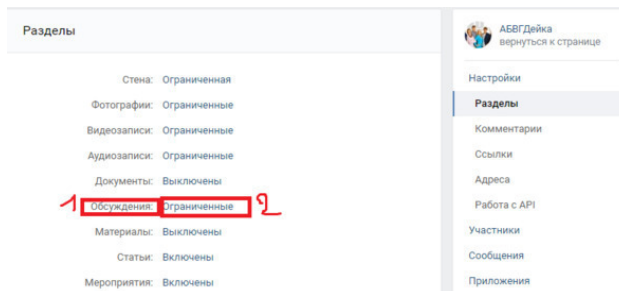 Разделы
Стена: Ограниченная
Фотографии: Ограниченные
Видеозаписи: Ограниченные
Аудиозаписи: Ограниченные
Документы: Выключены
1 Обсуждения: Ограниченные 2
Материалы: Выключены
Статьи: Включены
Мероприятия: Включены
АБВГДейка
вернуться к странице
Настройки
Разделы
Комментарии
Ссылки
Адреса
Работа с API
Участники
Сообщения
Приложения